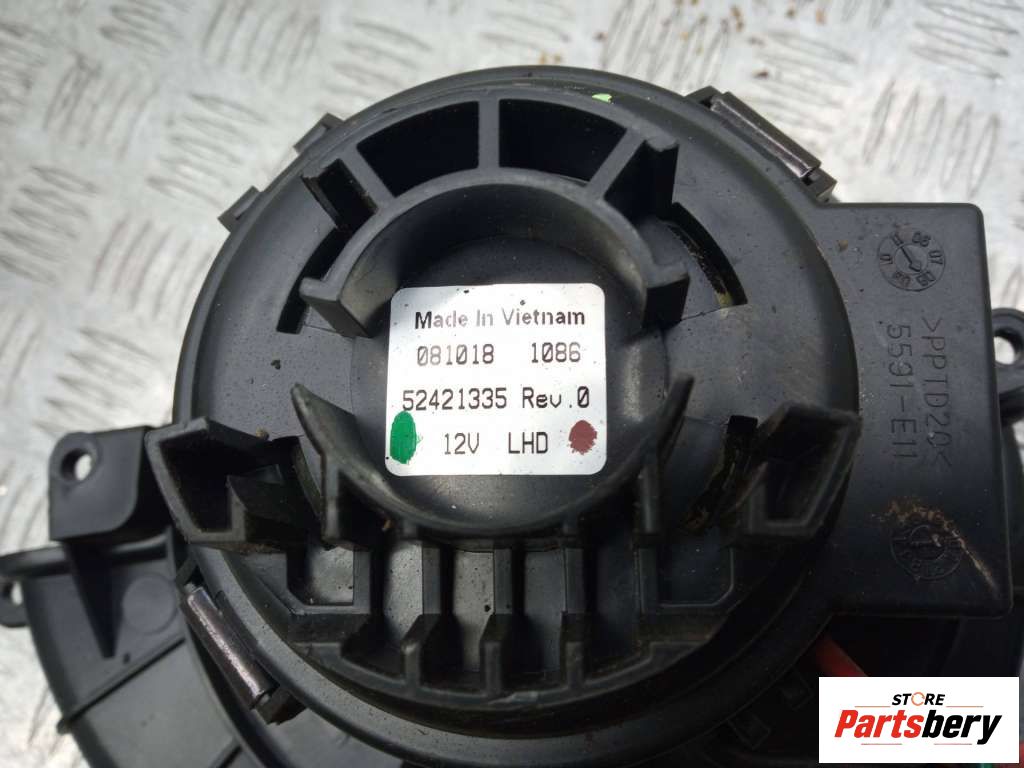 Made In Vietnam
081018 1086
52421335 Rev.0
12V LHD
>PPTD20<
5591-E11
STORE
Partsbery